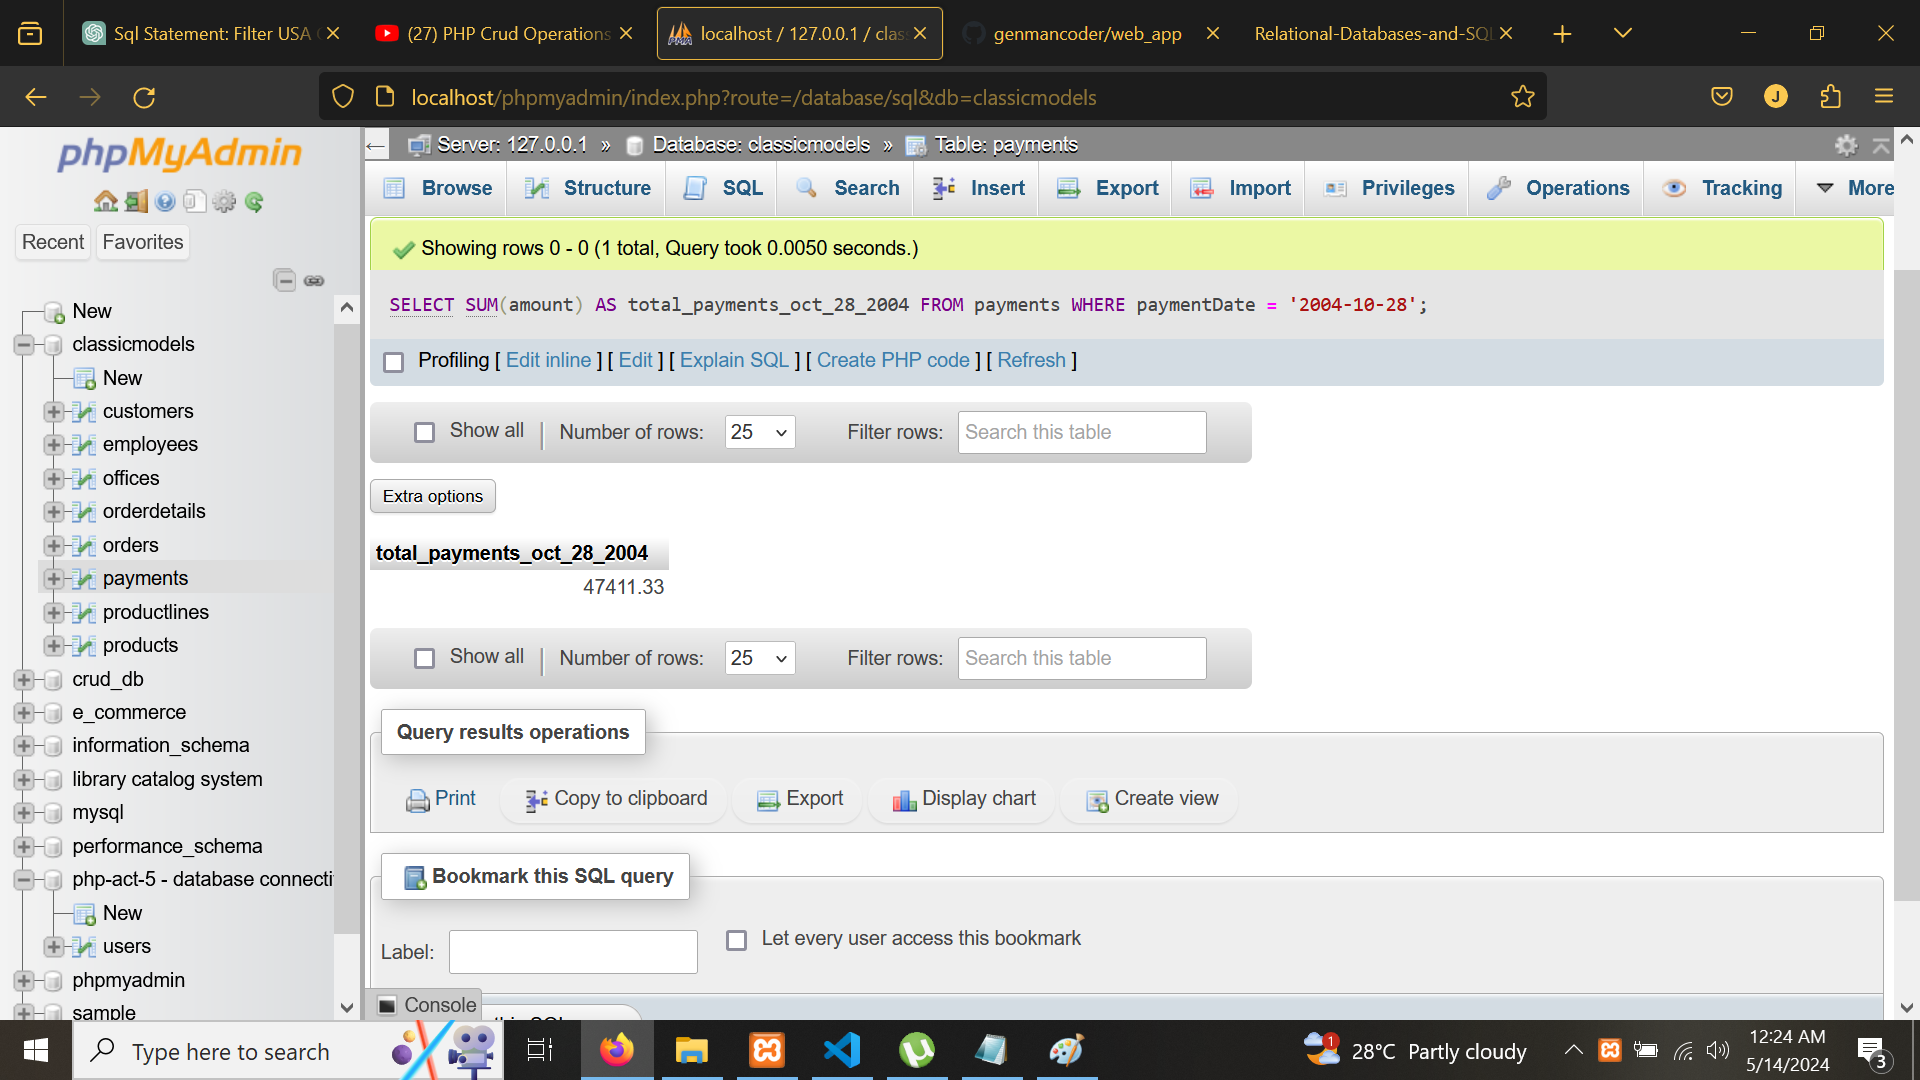 Sql Statement: Filter USA
(27) PHP Crud Operations
localhost / 127.0.0.1 / clas
genmancoder/web_app
Relational-Databases-and-SQL
localhost/phpmyadmin/index.php?route=/database/sql&db=classicmodels
J
phpMyAdmin
Recent
Favorites
New
classicmodels
New
customers
employees
offices
orderdetails
orders
payments
productlines
products
crud_db
e_commerce
information_schema
library catalog system
mysql
performance_schema
php-act-5 - database connecti
New
users
phpmyadmin
sample
Server: 127.0.0.1 » Database: classicmodels » Table: payments
Browse Structure SQL Search Insert Export Import Privileges Operations Tracking More
Showing rows 0 - 0 (1 total, Query took 0.0050 seconds.)
SELECT SUM(amount) AS total_payments_oct_28_2004 FROM payments WHERE paymentDate = '2004-10-28';
Profiling [ Edit inline ] [ Edit ] [ Explain SQL ] [ Create PHP code ] [ Refresh ]
Show all Number of rows: 25 Filter rows: Search this table
Extra options
total_payments_oct_28_2004
47411.33
Show all Number of rows: 25 Filter rows: Search this table
Query results operations
Print Copy to clipboard Export Display chart Create view
Bookmark this SQL query
Label: Let every user access this bookmark
Console
Type here to search
1
28°C Partly cloudy
12:24 AM
5/14/2024
3